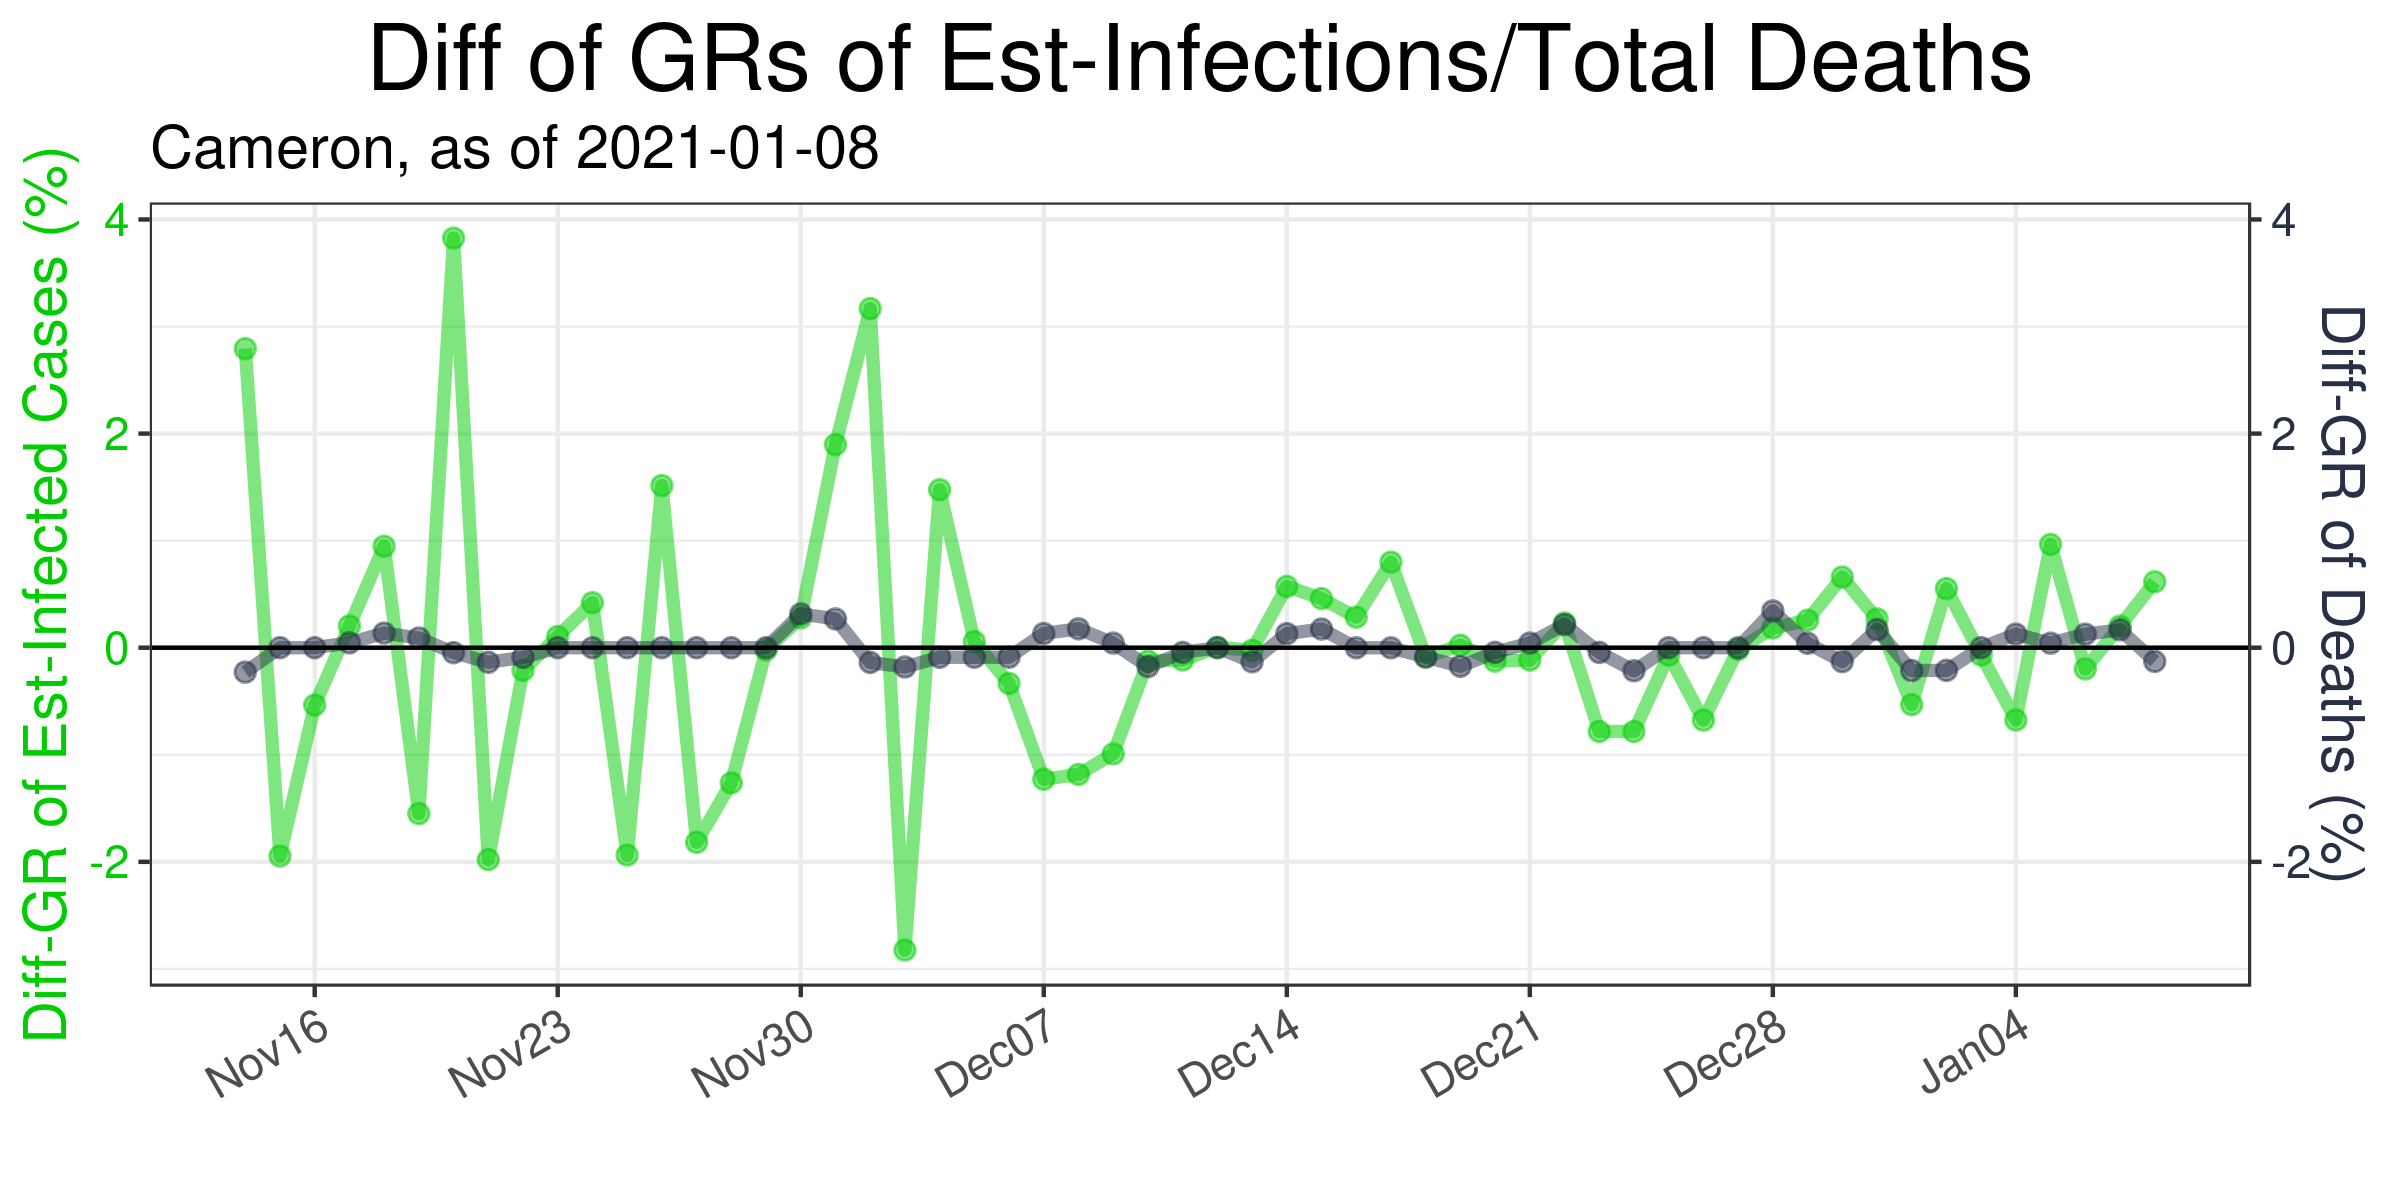 Diff of GRs of Est-Infections/Total Deaths
Cameron, as of 2021-01-08
Diff-GR of Est-Infected Cases (%)
4
2
0
-2
4
2
0
-2
Diff-GR of Deaths (%)
Nov16
Nov23
Nov30
Dec07
Dec14
Dec21
Dec28
Jan04